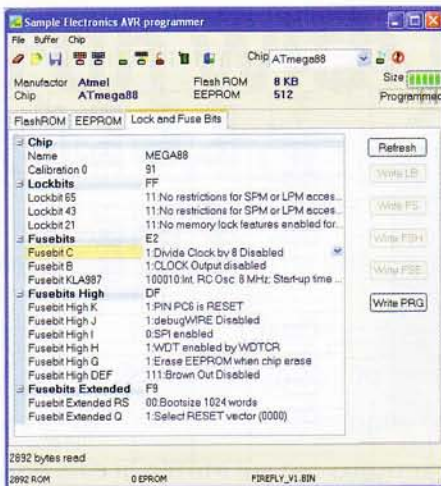 Sample Electronics AVR programmer
File Buffer Chip
Chip ATmega88
Manufactor Atmel Flash ROM 8 KB Size
Chip ATmega88 EEPROM 512 Programmed
FlashROM EEPROM Lock and Fuse Bits
Chip
Name MEGA88
Calibration 0 91
Lockbits FF
Lockbit 65 11:No restrictions for SPM or LPM acces...
Lockbit 43 11:No restrictions for SPM or LPM acces...
Lockbit 21 11:No memory lock features enabled for...
Fusebits E2
Fusebit C 1:Divide Clock by 8 Disabled
Fusebit B 1:CLOCK Output disabled
Fusebit KLA987 100010:Int. RC Osc. 8 MHz; Start-up time ...
Fusebits High DF
Fusebit High K 1:PIN PC6 is RESET
Fusebit High J 1:debugWIRE Disabled
Fusebit High I 0:SPI enabled
Fusebit High H 1:WDT enabled by WDTCR
Fusebit High G 1:Erase EEPROM when chip erase
Fusebit High DEF 111:Brown Out Disabled
Fusebits Extended F9
Fusebit Extended RS 00:Bootsize 1024 words
Fusebit Extended Q 1:Select RESET vector (0000)
Refresh
Write LB
Write FS
Write FSH
Write FSE
Write PRG
2892 bytes read
2892 ROM 0 EPROM FIREFLY_V1.BIN